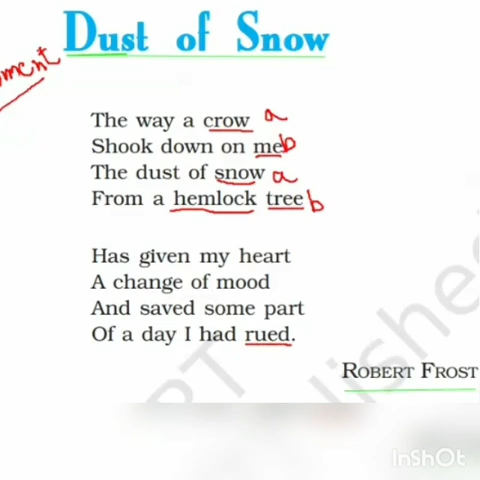 Dust of Snow
The way a crow a
Shook down on me b
The dust of snow a
From a hemlock tree b
Has given my heart
A change of mood
And saved some part
Of a day I had rued.
ROBERT FROST
InShOt